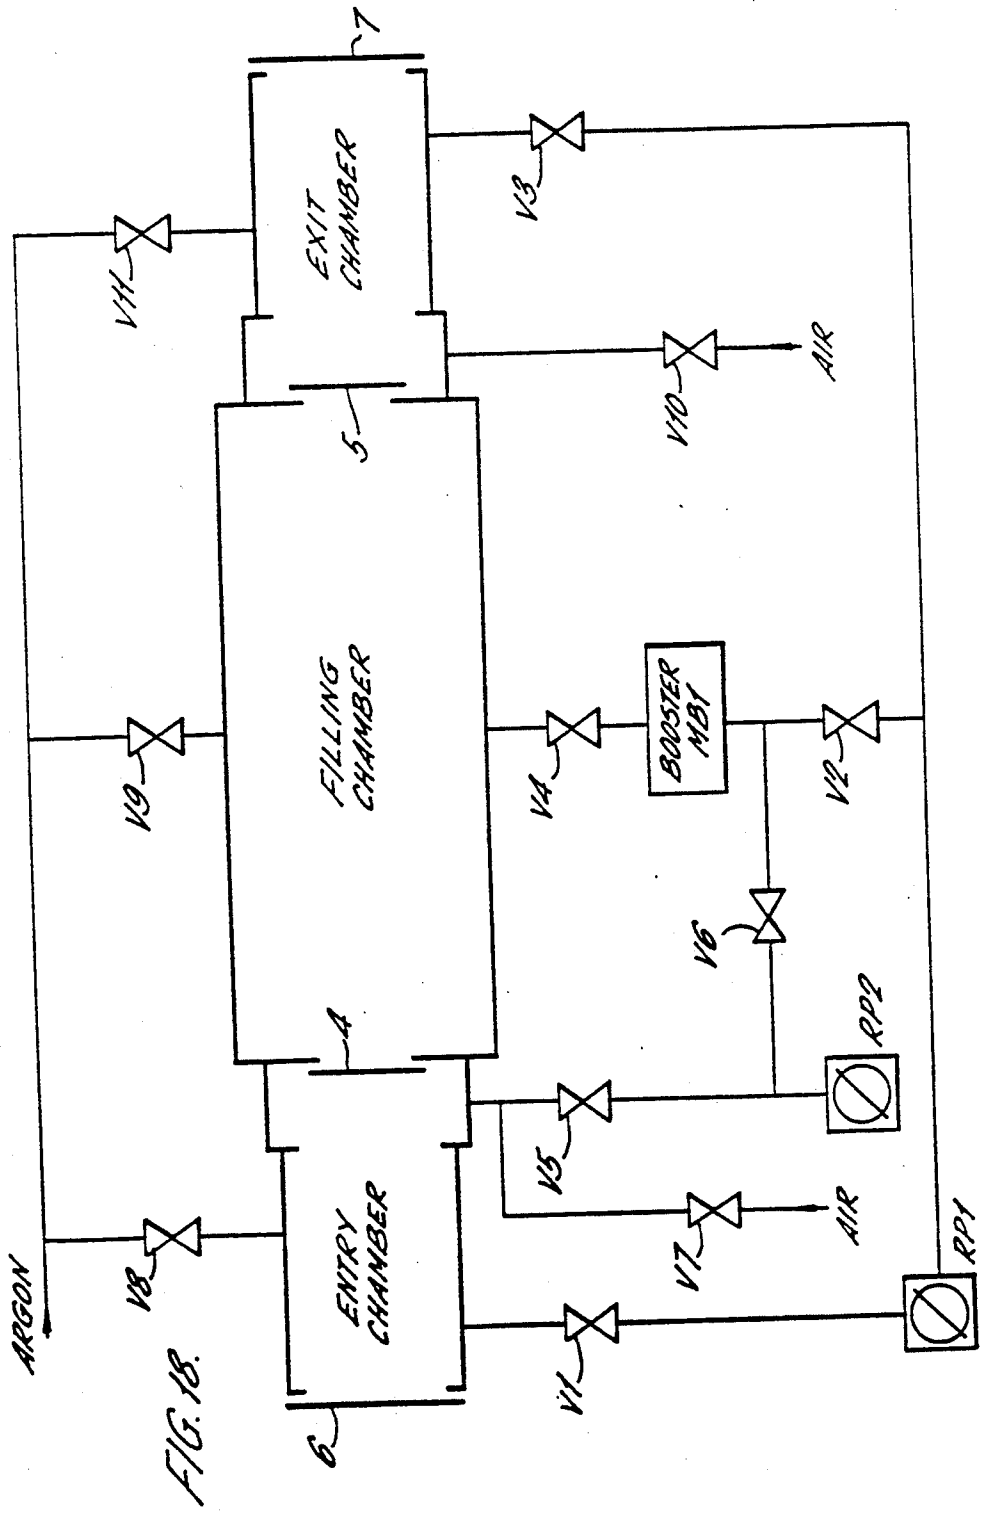 FIG. 18.
ARGON
V8
V9
V11
6
ENTRY
CHAMBER
4
FILLING
CHAMBER
5
EXIT
CHAMBER
7
V1
V7
AIR
V5
V6
V4
BOOSTER
MB1
V2
V10
AIR
V3
RP1
RP2